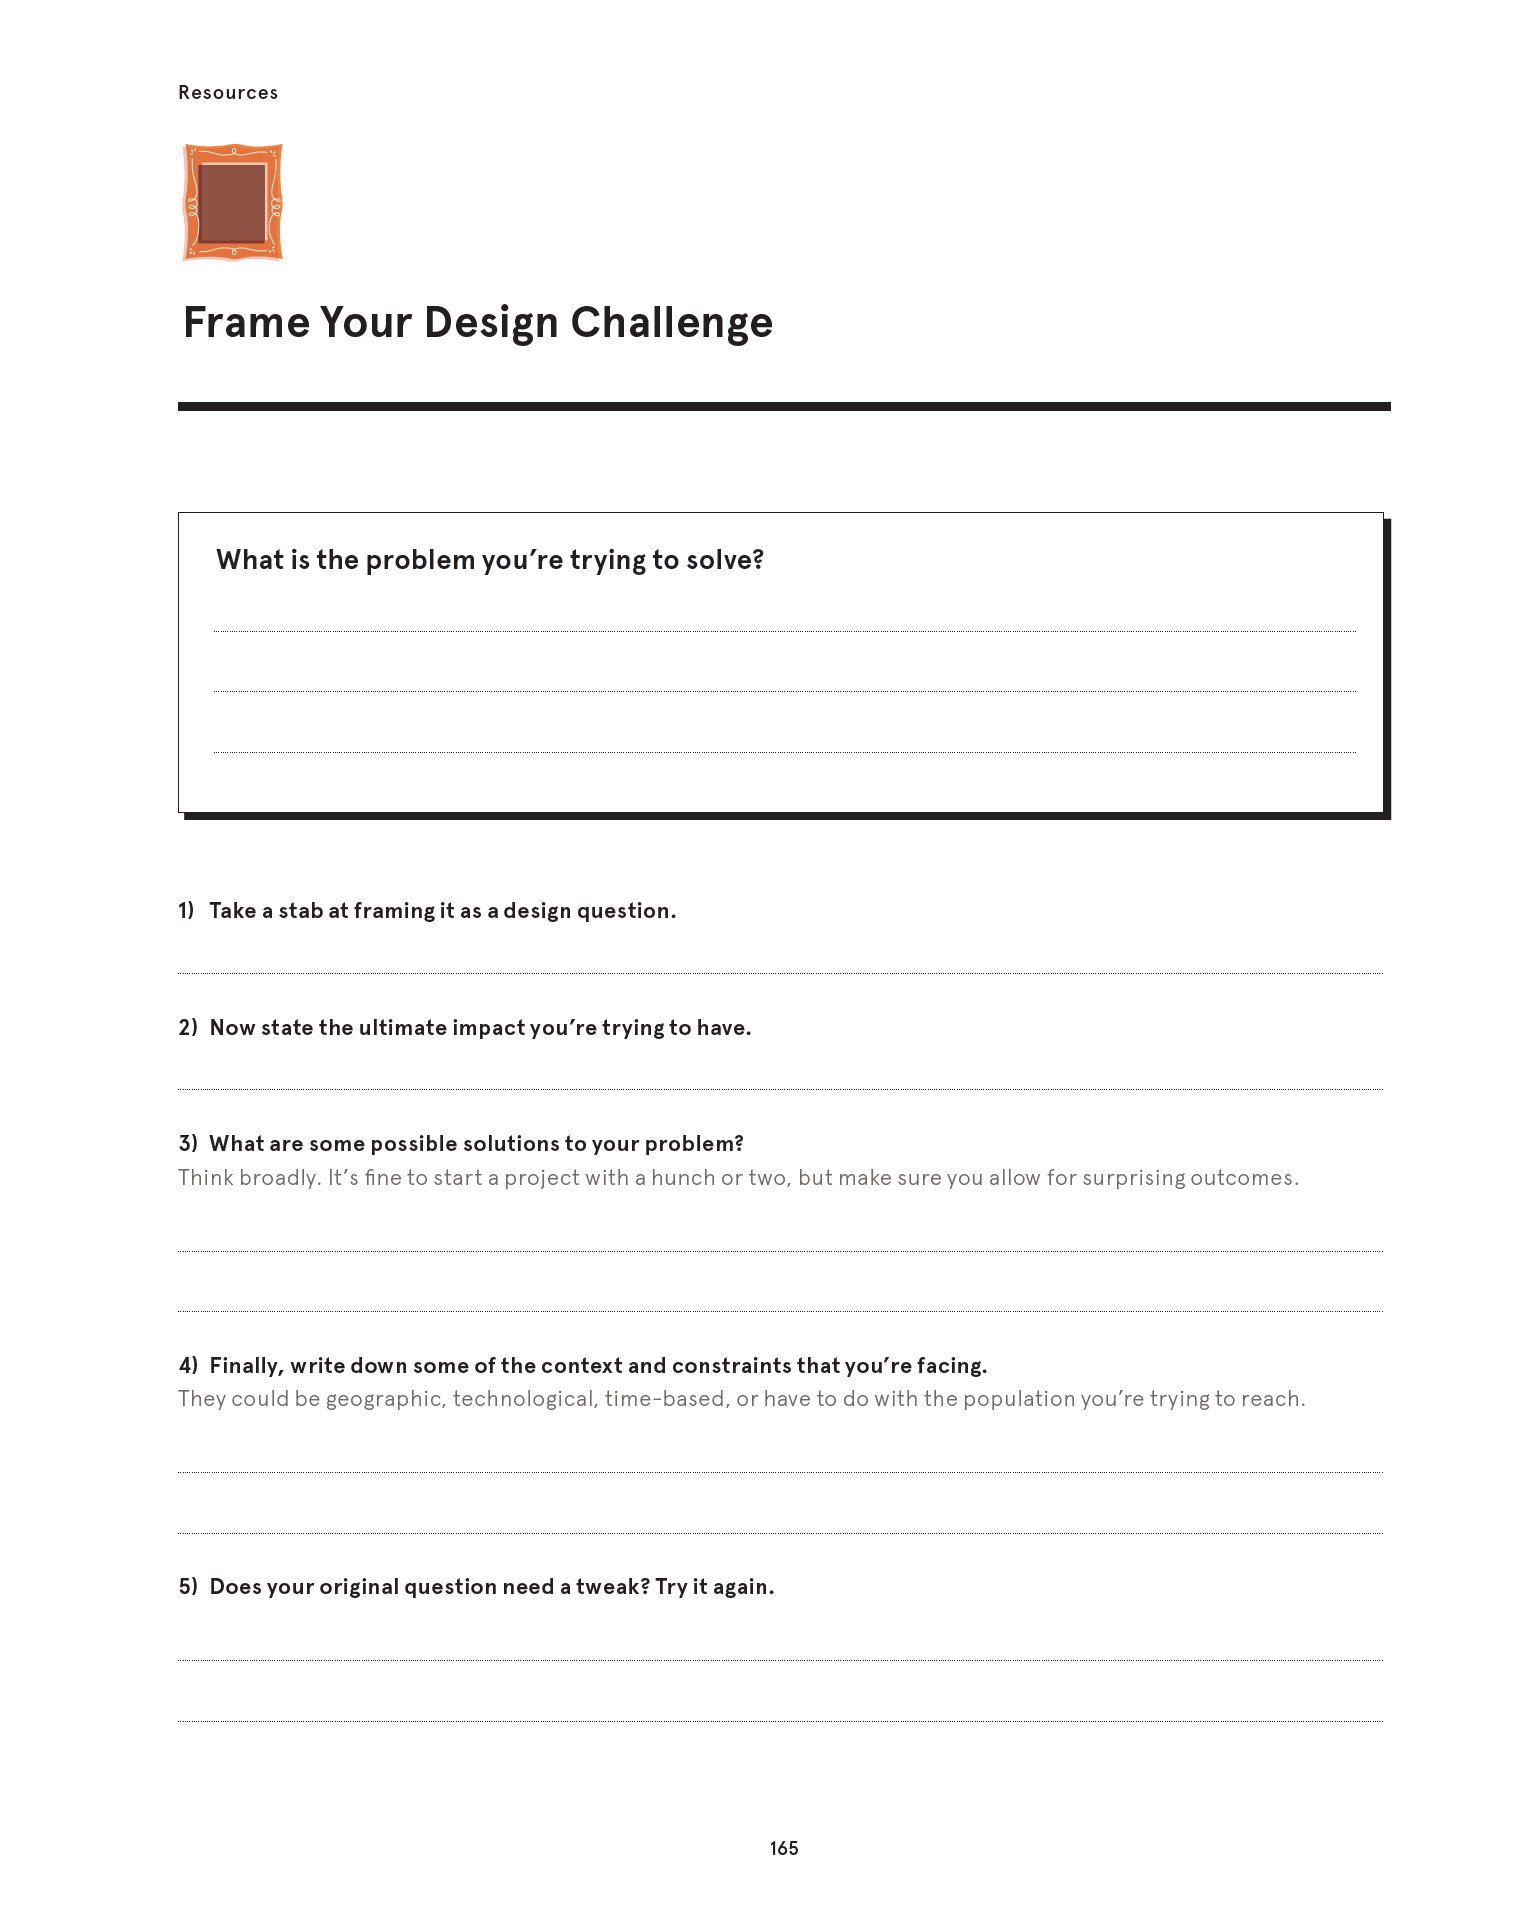 Resources
Frame Your Design Challenge
What is the problem you’re trying to solve?
1) Take a stab at framing it as a design question.
2) Now state the ultimate impact you’re trying to have.
3) What are some possible solutions to your problem?
Think broadly. It’s fine to start a project with a hunch or two, but make sure you allow for surprising outcomes.
4) Finally, write down some of the context and constraints that you’re facing.
They could be geographic, technological, time-based, or have to do with the population you’re trying to reach.
5) Does your original question need a tweak? Try it again.
165